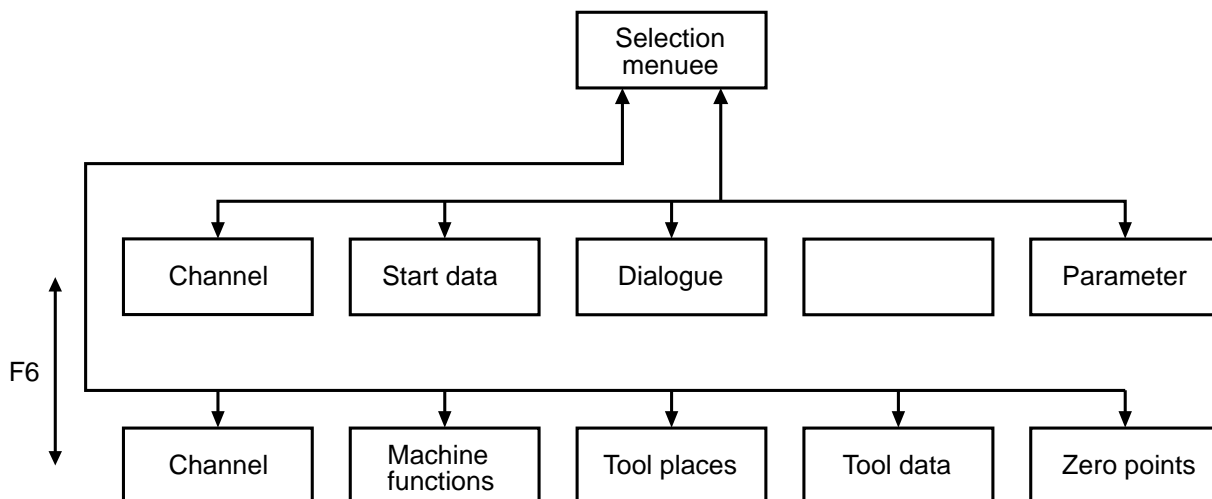 Selection
menuee
Channel
Start data
Dialogue
Parameter
F6
Channel
Machine
functions
Tool places
Tool data
Zero points